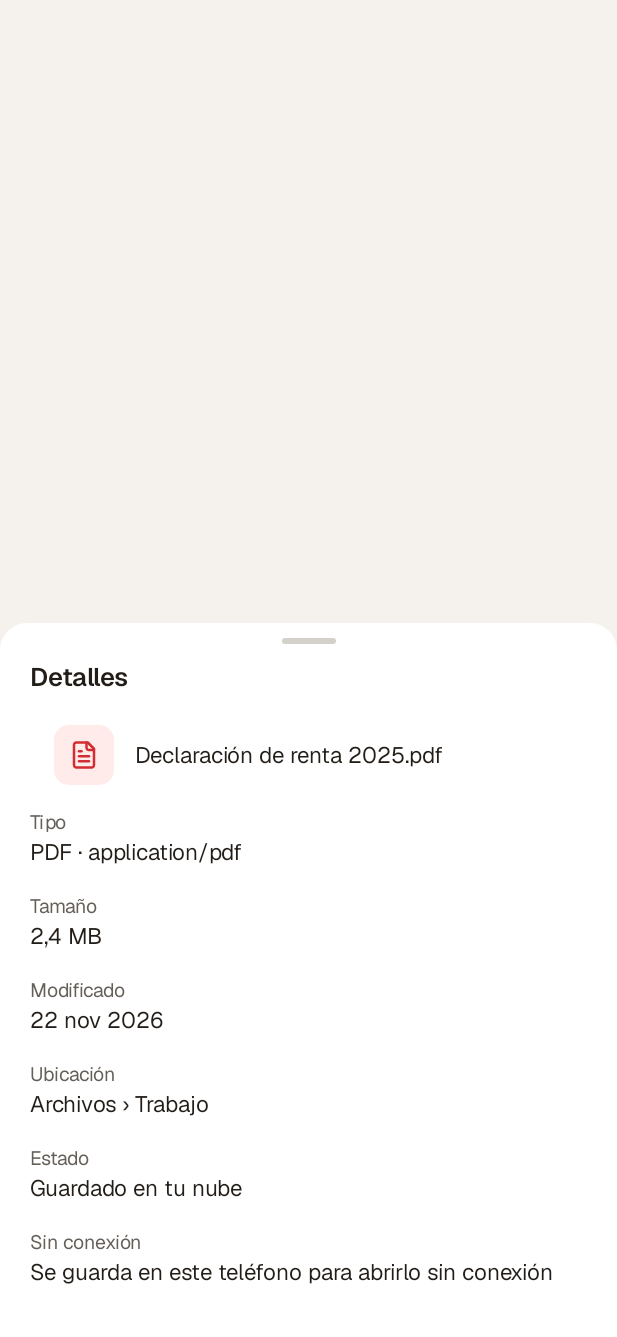 Detalles
Declaración de renta 2025.pdf
Tipo
PDF · application/pdf
Tamaño
2,4 MB
Modificado
22 nov 2026
Ubicación
Archivos › Trabajo
Estado
Guardado en tu nube
Sin conexión
Se guarda en este teléfono para abrirlo sin conexión